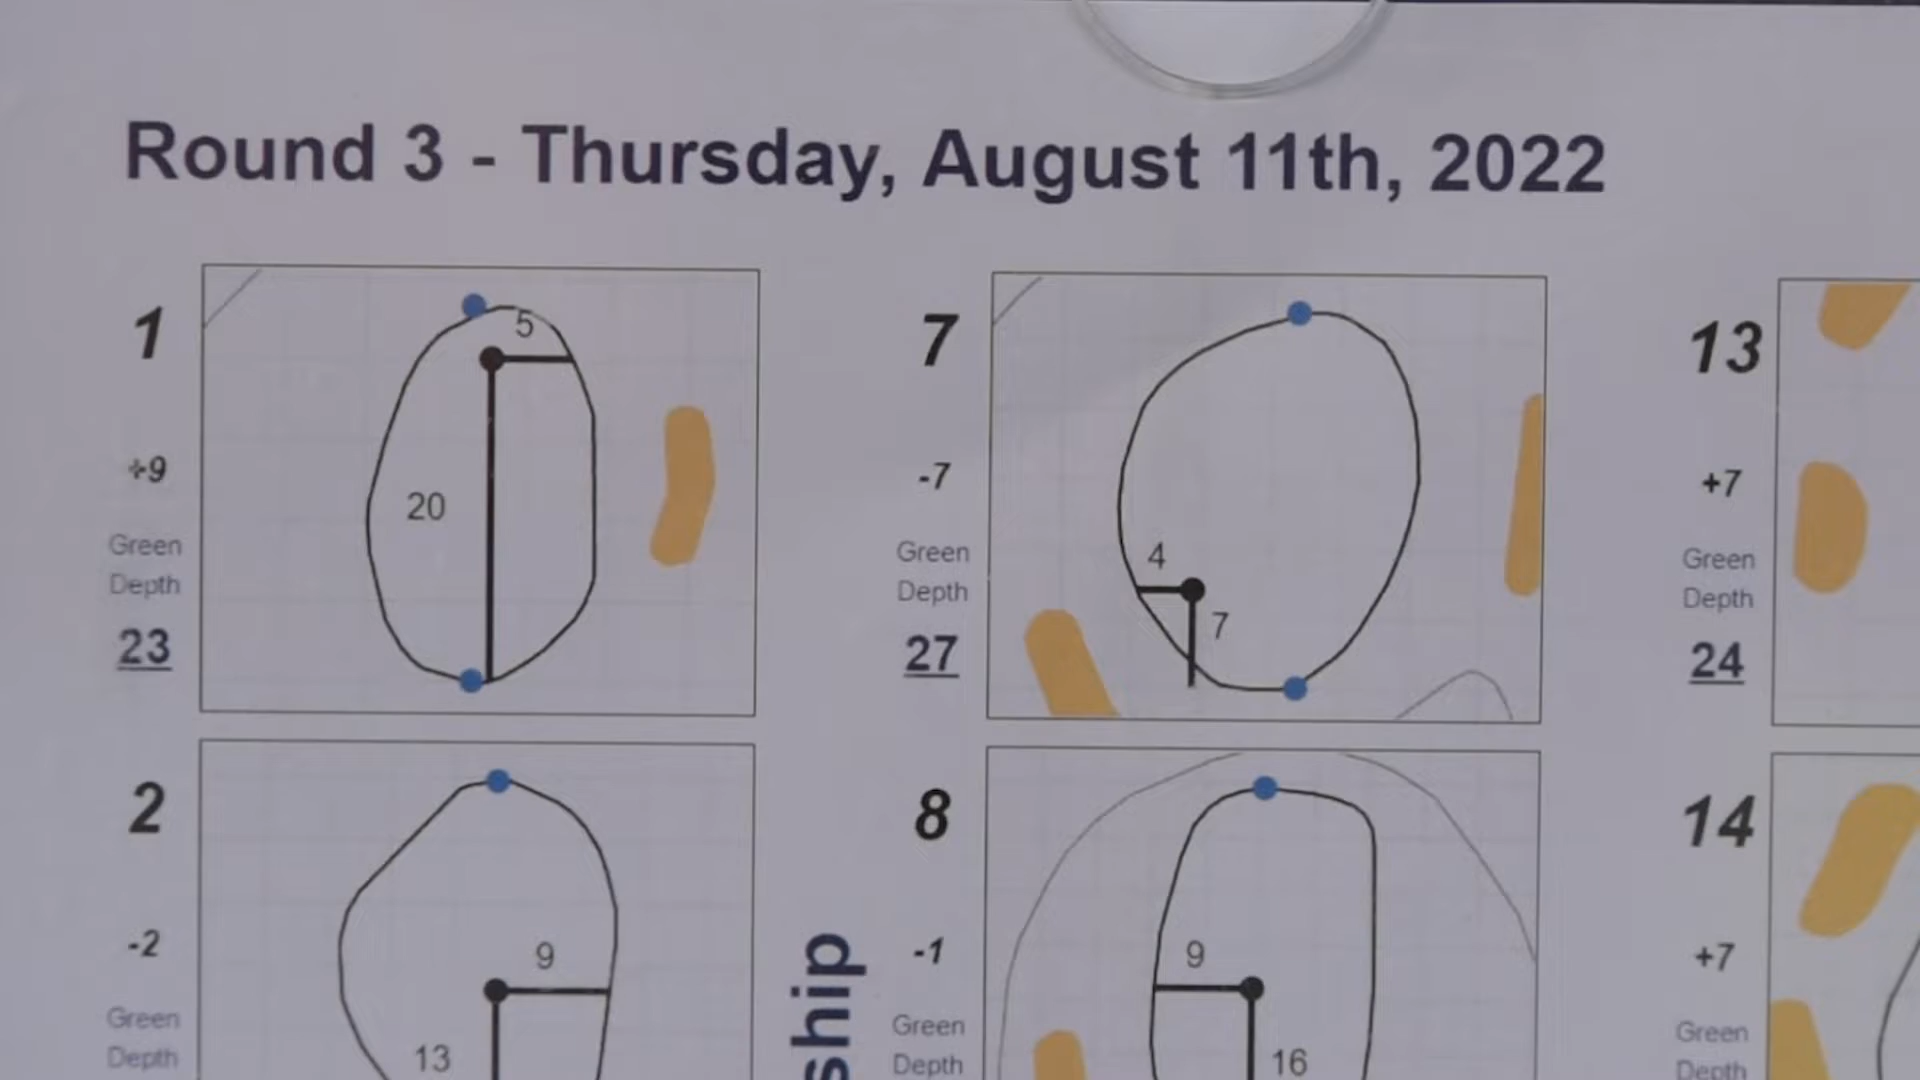 Round 3 - Thursday, August 11th, 2022
1
+9
Green
Depth
23
5
20
7
-7
Green
Depth
27
4
7
13
+7
Green
Depth
24
2
-2
Green
Depth
9
13
ship
8
-1
Green
Depth
9
16
14
+7
Green
Depth